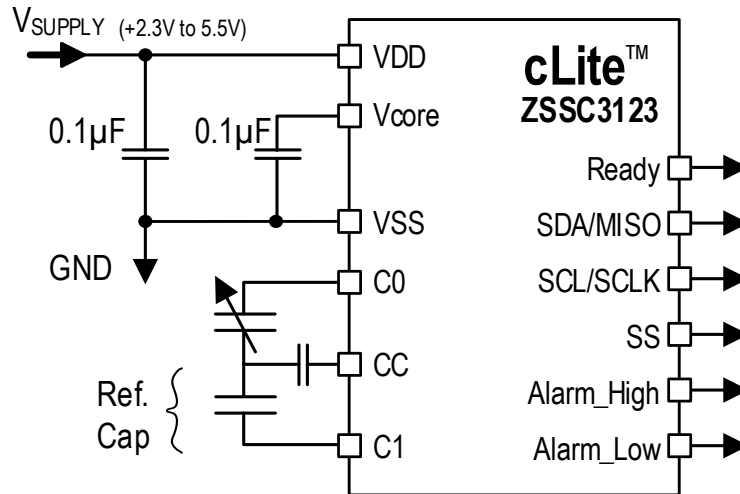 VSUPPLY (+2.3V to 5.5V)
VDD
cLite™
ZSSC3123
Vcore
0.1µF
0.1µF
Ready
VSS
SDA/MISO
GND
C0
SCL/SCLK
SS
CC
Ref.
Cap
Alarm_High
C1
Alarm_Low